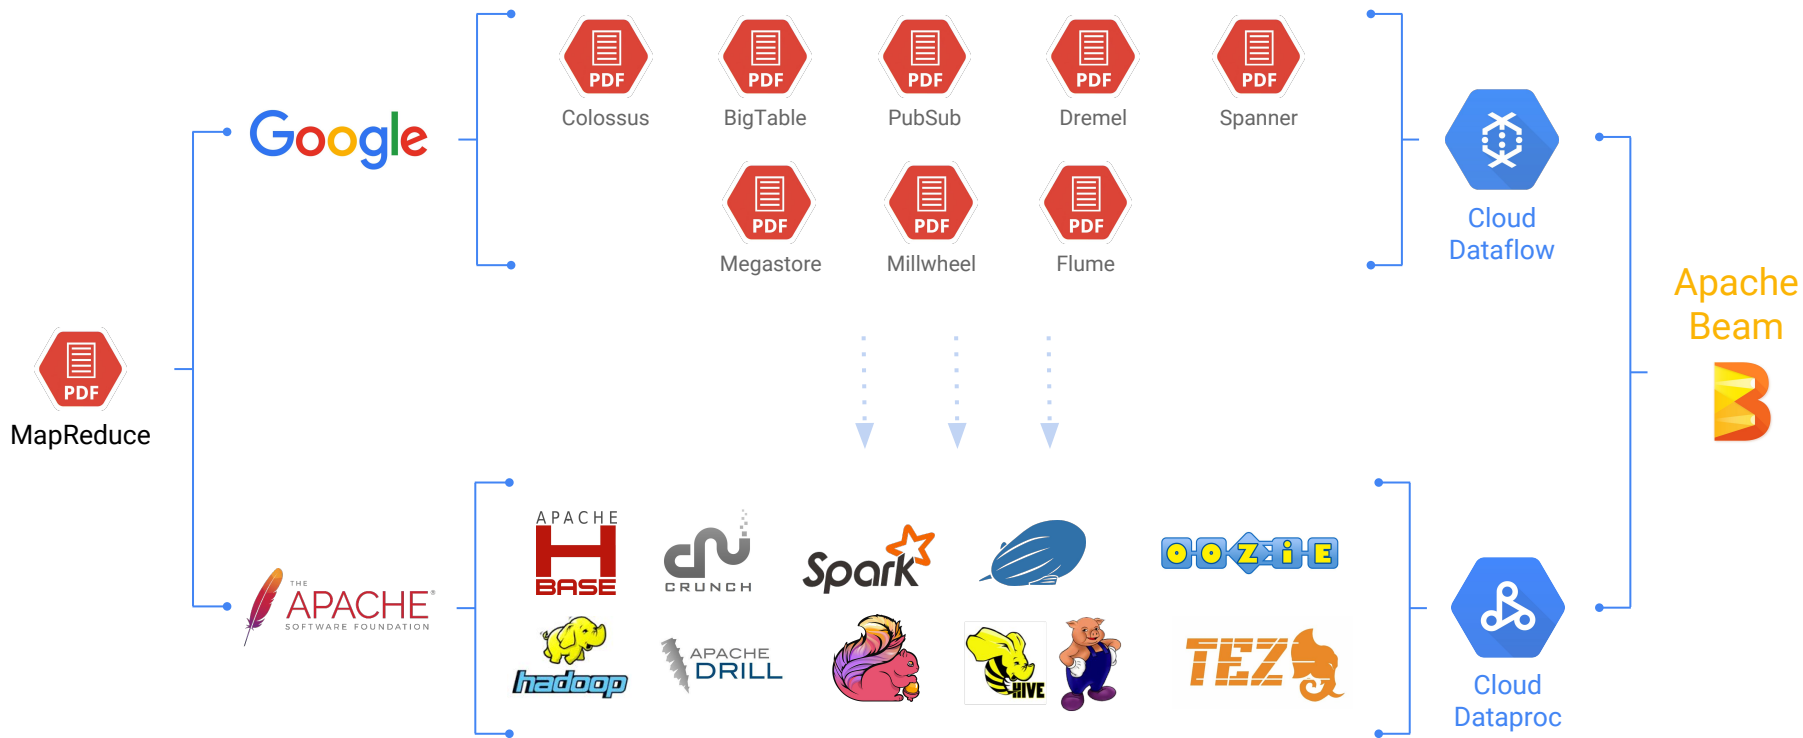 PDF
PDF
PDF
PDF
PDF
Colossus
BigTable
PubSub
Dremel
Spanner
Google
PDF
PDF
PDF
Megastore
Millwheel
Flume
Cloud
Dataflow
Apache
Beam
PDF
MapReduce
THE
APACHE®
SOFTWARE FOUNDATION
APACHE
H
BASE
CRUNCH
Spark
OOZiE
hadoop
APACHE
DRILL
HIVE
TEZ
Cloud
Dataproc